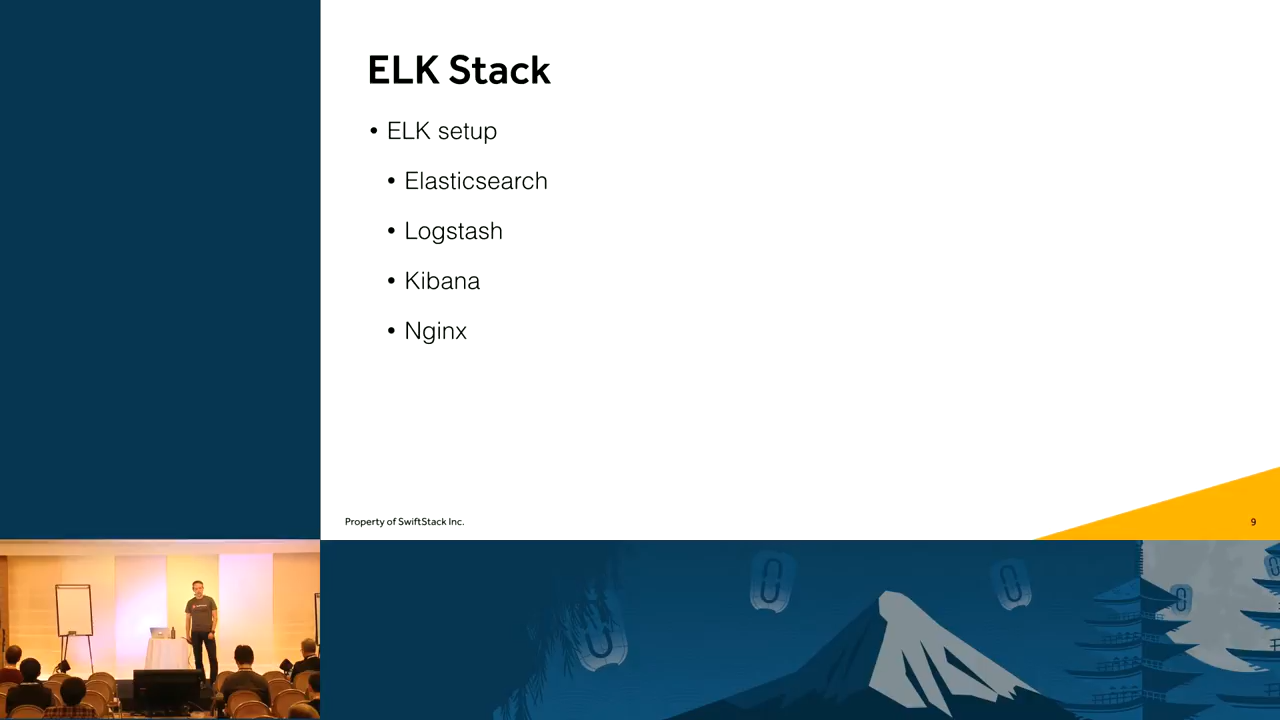 ELK Stack
• ELK setup
• Elasticsearch
• Logstash
• Kibana
• Nginx
Property of SwiftStack Inc.
9